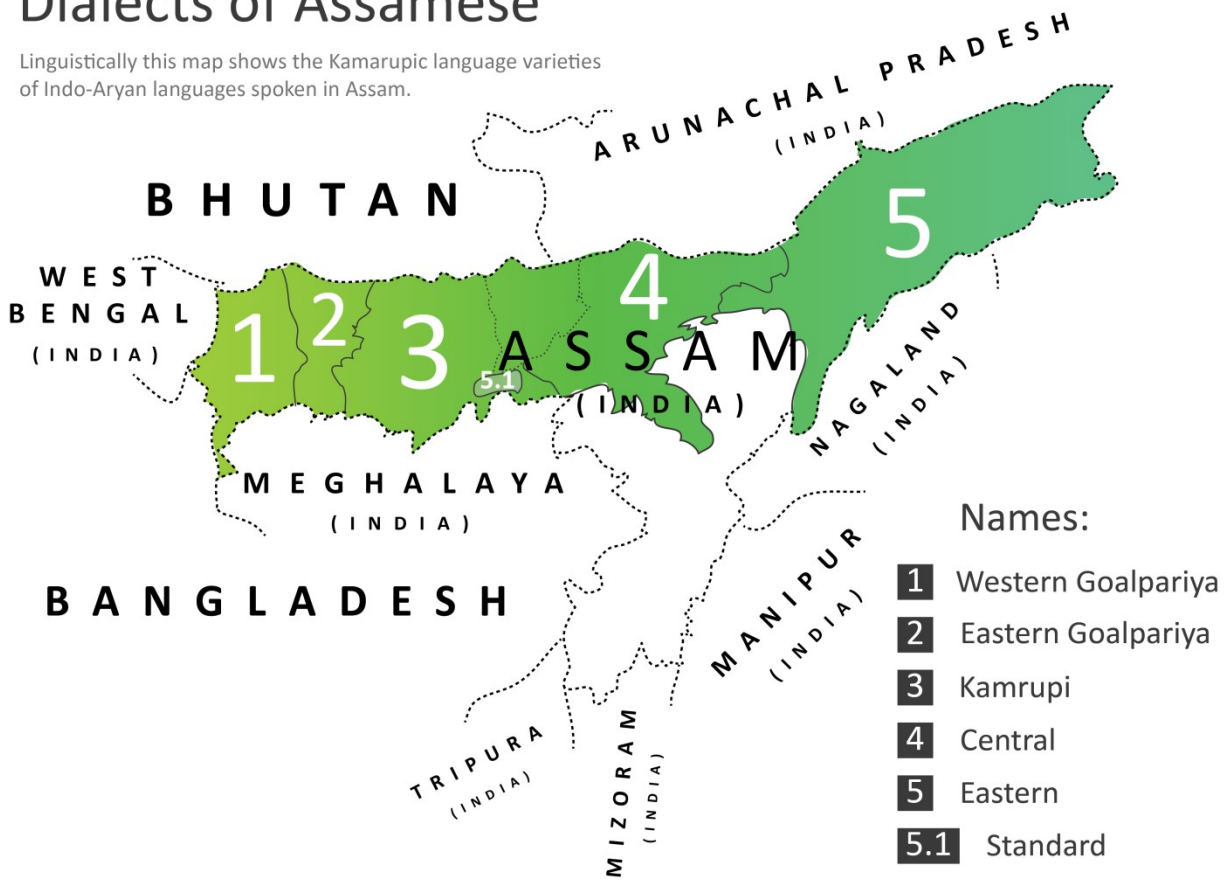 Dialects of Assamese
Linguistically this map shows the Kamarupic language varieties
of Indo-Aryan languages spoken in Assam.
ARUNACHAL PRADESH
(INDIA)
BHUTAN
WEST
BENGAL
(INDIA)
1
2
3
4
5
5.1
ASSAM
(INDIA)
NAGALAND
(INDIA)
MEGHALAYA
(INDIA)
BANGLADESH
MANIPUR
(INDIA)
TRIPURA
(INDIA)
MIZORAM
(INDIA)
Names:
1 Western Goalpariya
2 Eastern Goalpariya
3 Kamrupi
4 Central
5 Eastern
5.1 Standard